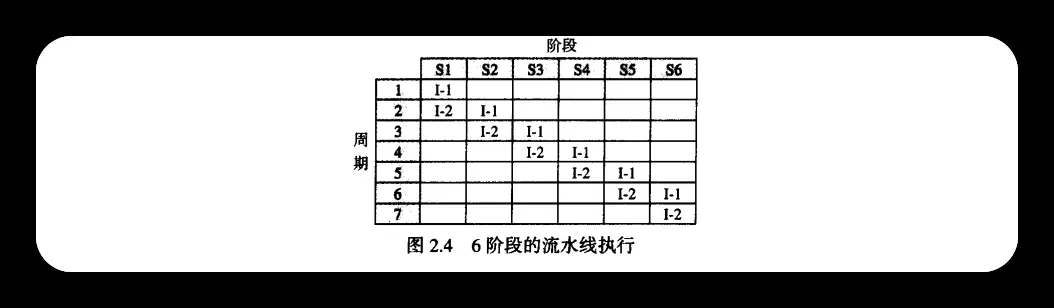 阶段
S1 S2 S3 S4 S5 S6
1 I-1
2 I-2 I-1
3 I-2 I-1
周
4 I-2 I-1
期
5 I-2 I-1
6 I-2 I-1
7 I-2
图 2.4 6 阶段的流水线执行